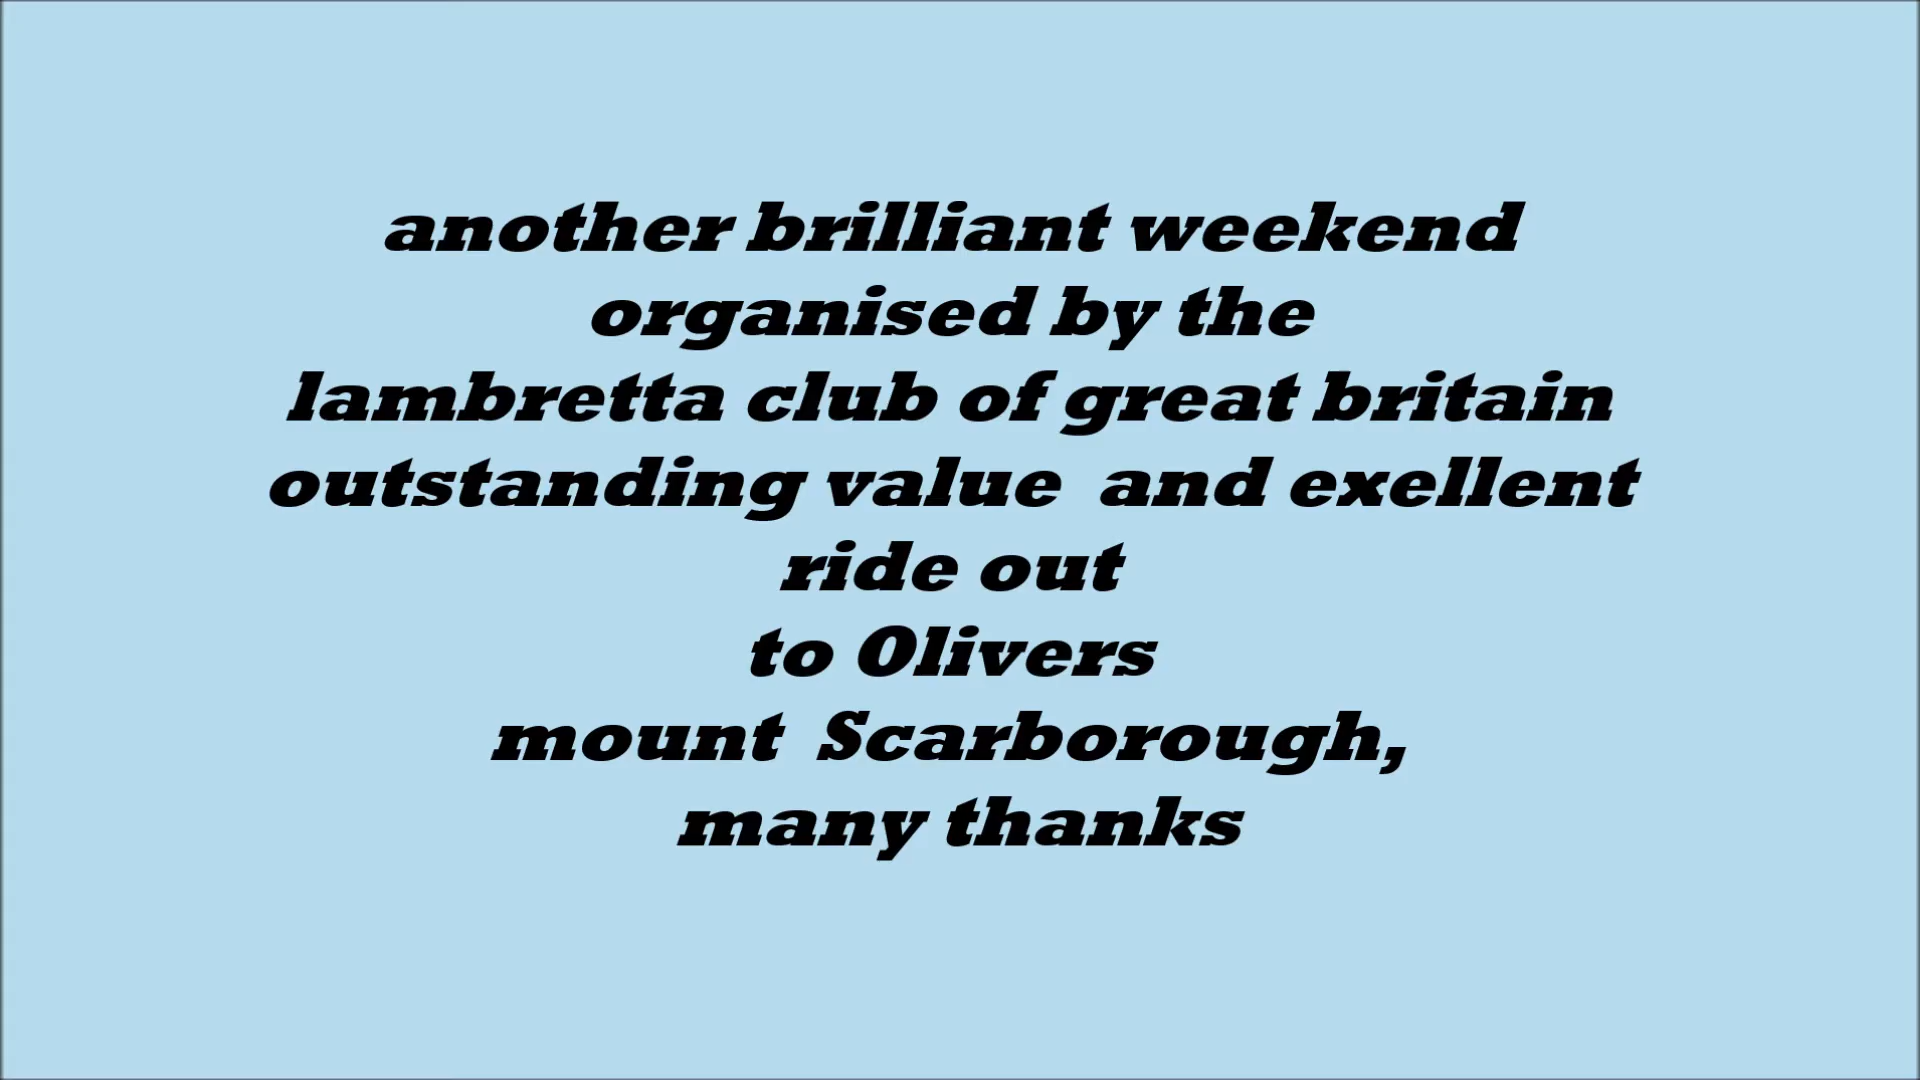 another brilliant weekend
organised by the
lambretta club of great britain
outstanding value  and exellent
ride out
to Olivers
mount  Scarborough,
many thanks